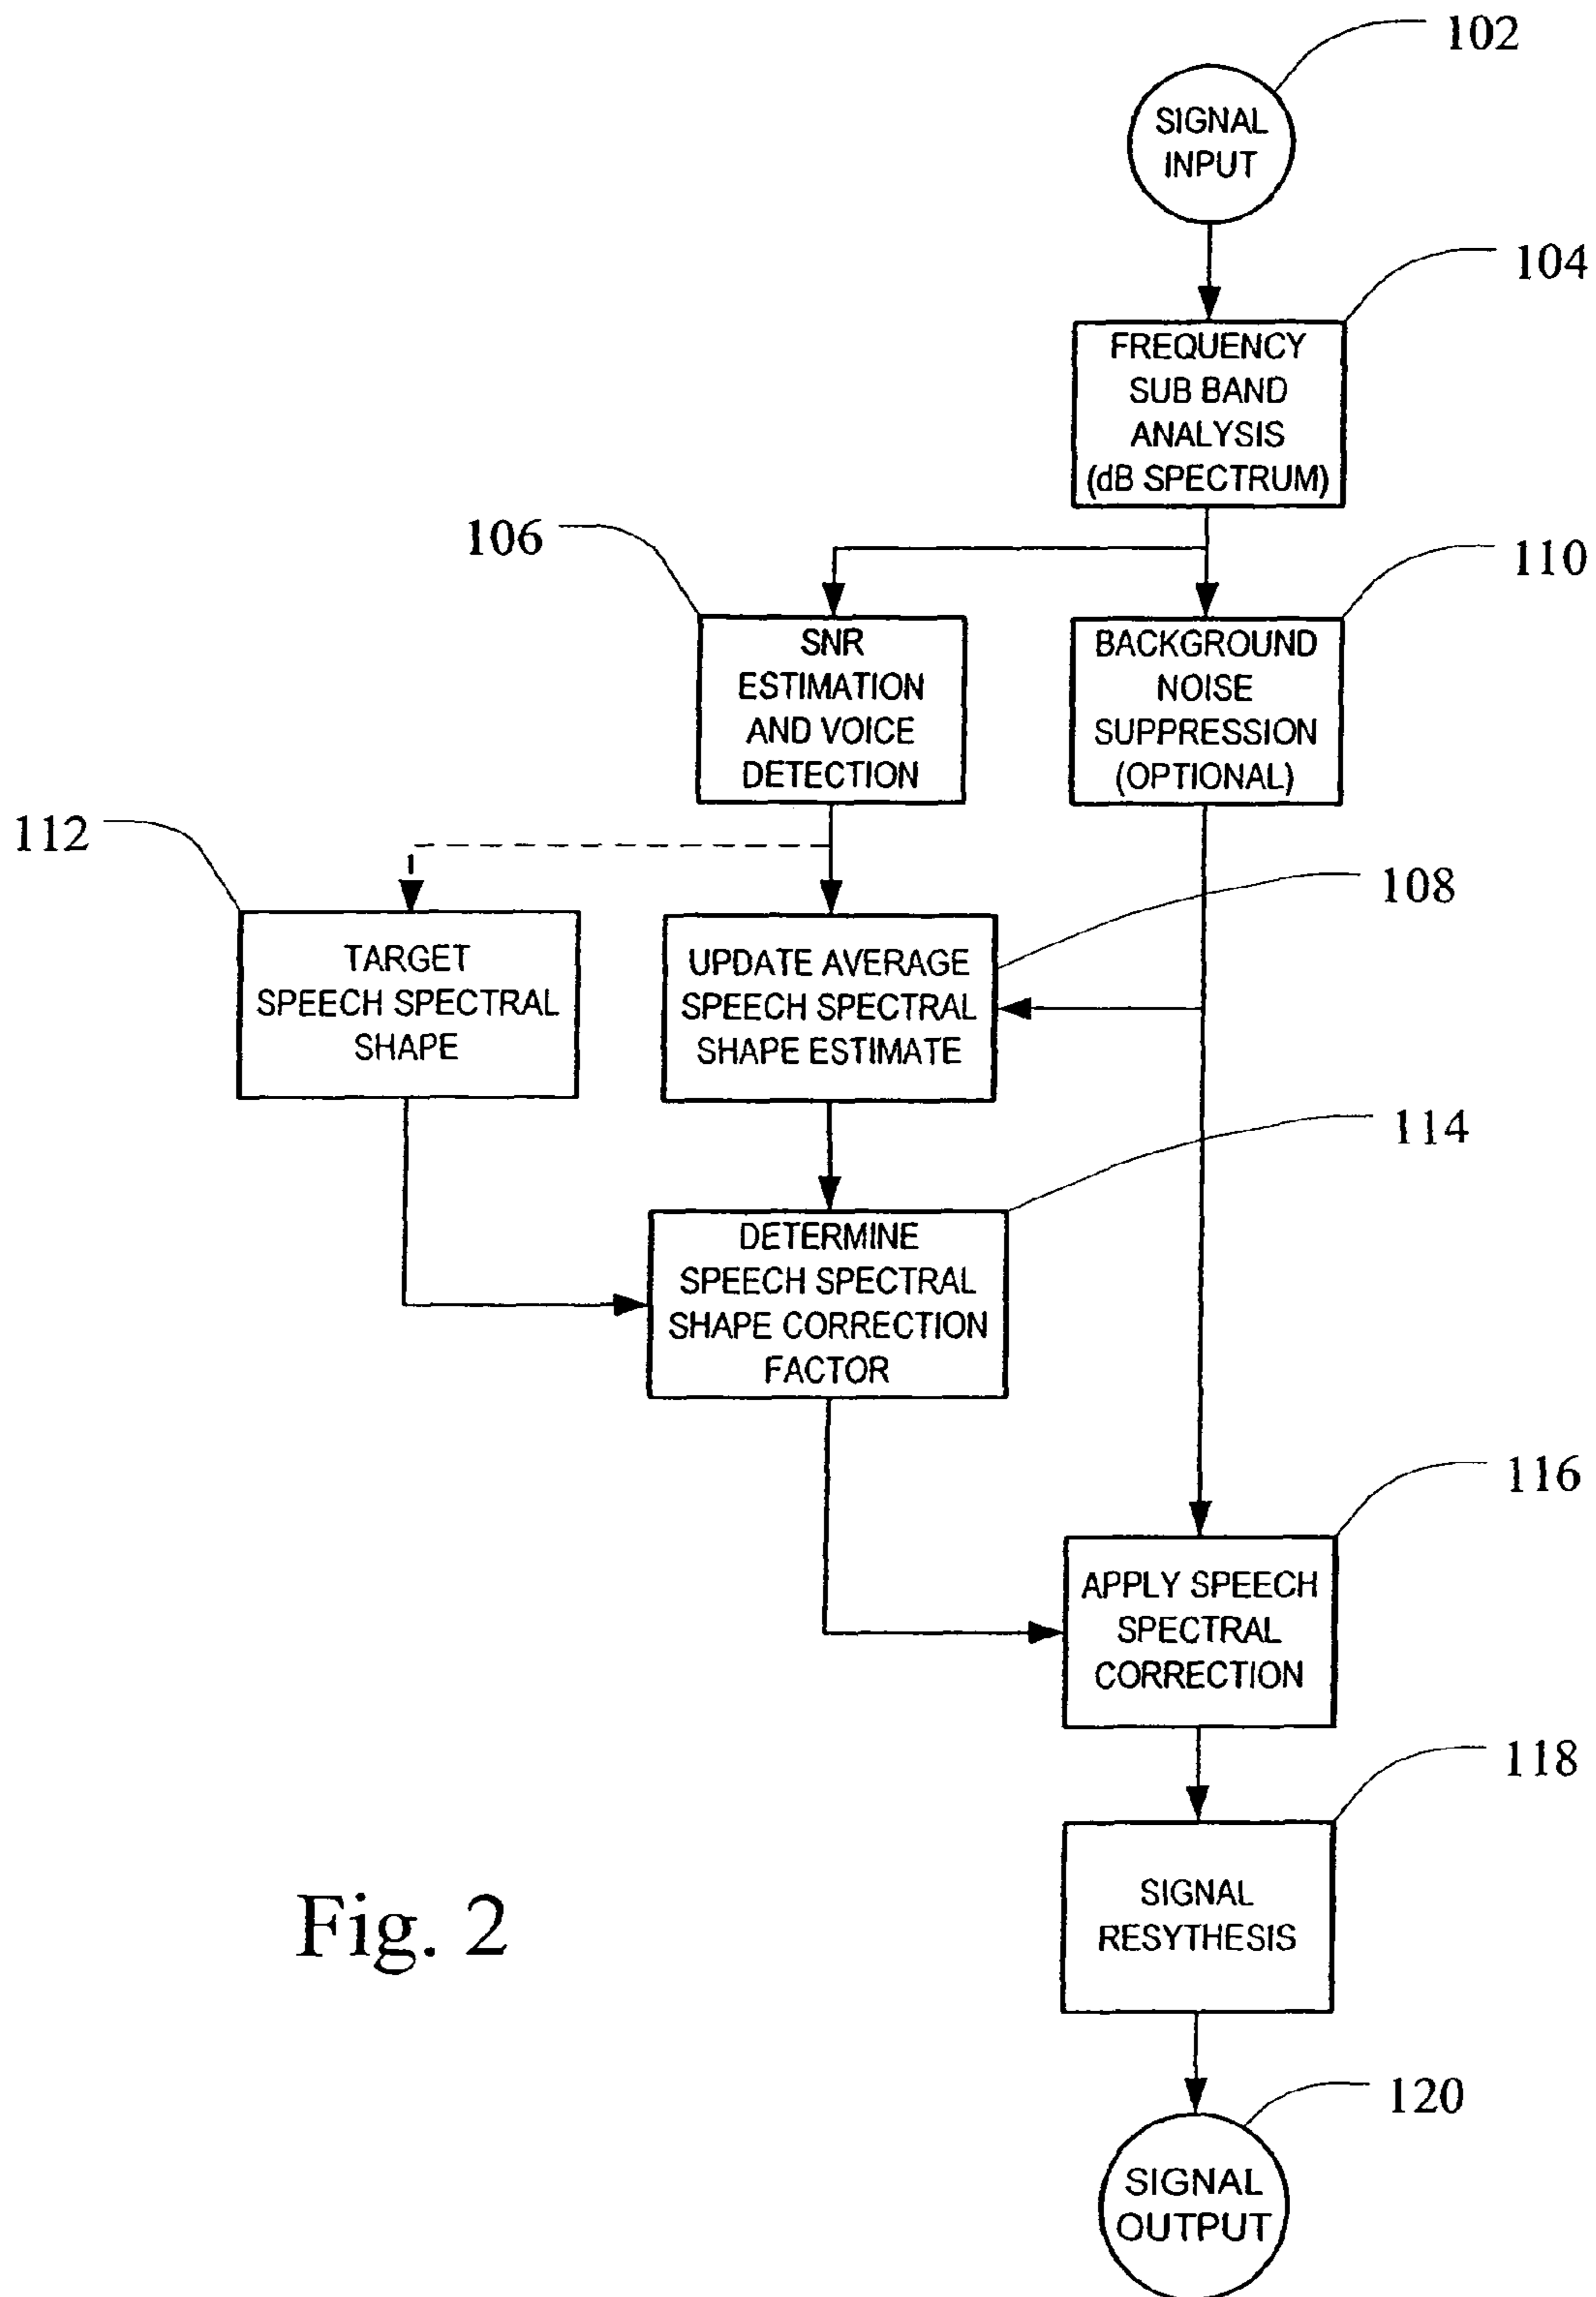 102
SIGNAL
INPUT
104
FREQUENCY
SUB BAND
ANALYSIS
(dB SPECTRUM)
106
110
SNR
ESTIMATION
AND VOICE
DETECTION
BACKGROUND
NOISE
SUPPRESSION
(OPTIONAL)
112
108
TARGET
SPEECH SPECTRAL
SHAPE
UPDATE AVERAGE
SPEECH SPECTRAL
SHAPE ESTIMATE
114
DETERMINE
SPEECH SPECTRAL
SHAPE CORRECTION
FACTOR
116
APPLY SPEECH
SPECTRAL
CORRECTION
118
SIGNAL
RESYTHESIS
Fig. 2
120
SIGNAL
OUTPUT